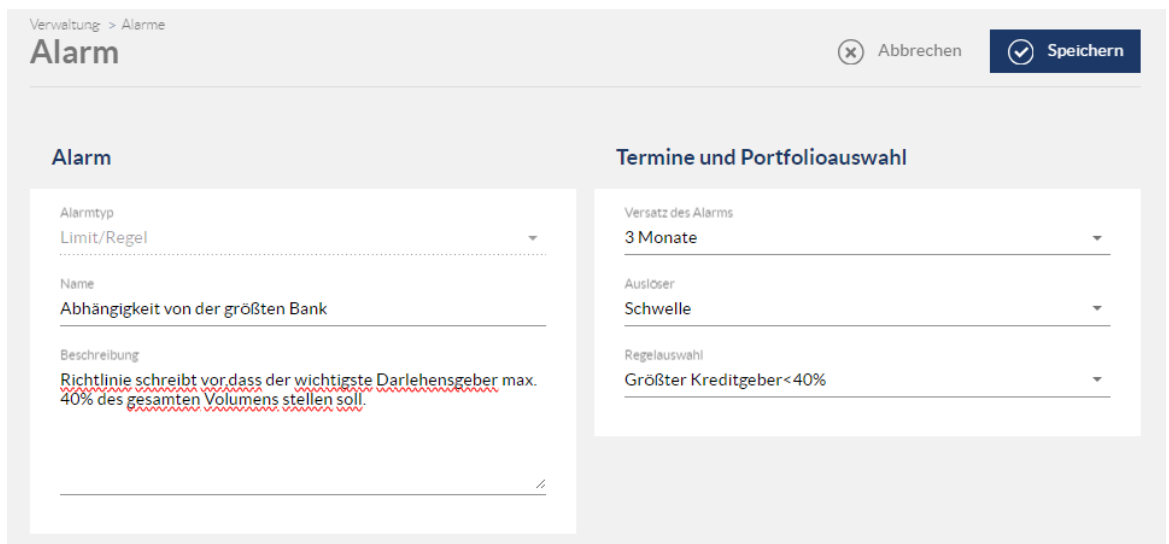 Verwaltung > Alarme
Alarm
Abbrechen
Speichern
Alarm
Alarmtyp
Limit/Regel
Name
Abhängigkeit von der größten Bank
Beschreibung
Richtlinie schreibt vor,dass der wichtigste Darlehensgeber max.
40% des gesamten Volumens stellen soll.
Termine und Portfolioauswahl
Versatz des Alarms
3 Monate
Auslöser
Schwelle
Regelauswahl
Größter Kreditgeber<40%